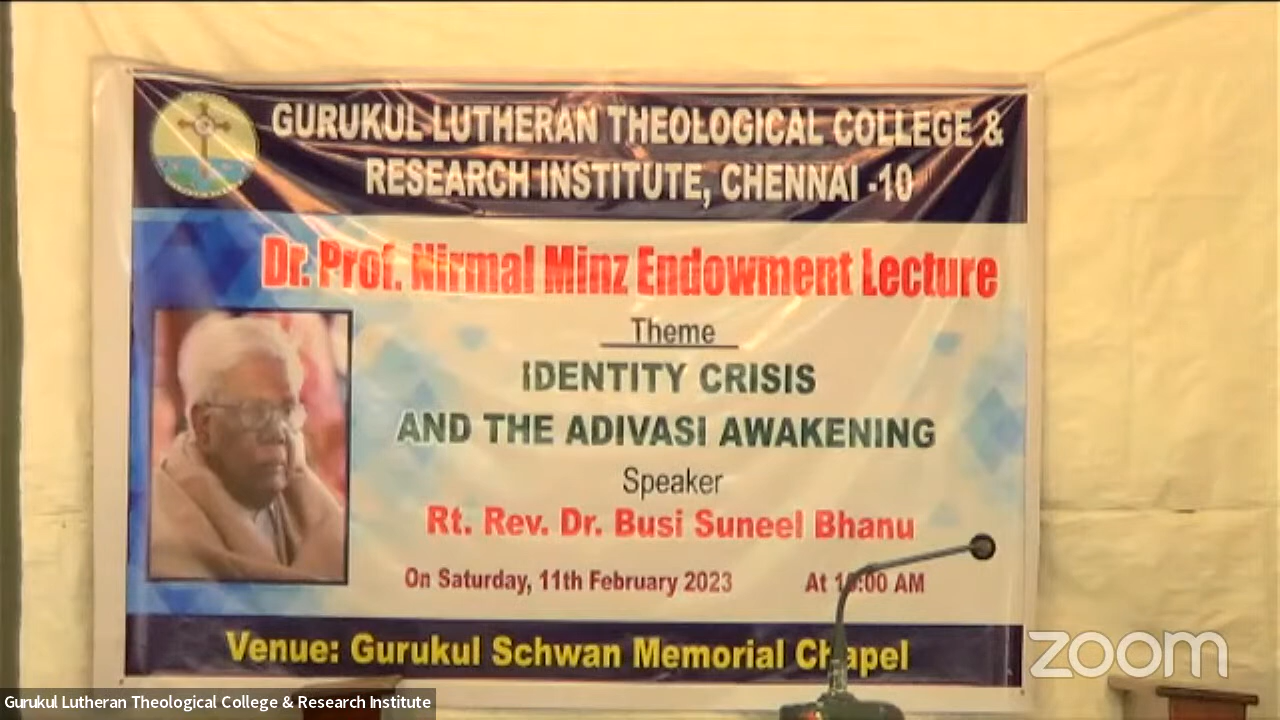 GURUKUL LUTHERAN THEOLOGICAL COLLEGE &
RESEARCH INSTITUTE, CHENNAI -10
Dr. Prof. Nirmal Minz Endowment Lecture
Theme
IDENTITY CRISIS
AND THE ADIVASI AWAKENING
Speaker
Rt. Rev. Dr. Busi Suneel Bhanu
On Saturday, 11th February 2023 At 10:00 AM
Venue: Gurukul Schwan Memorial Chapel
zoom
Gurukul Lutheran Theological College & Research Institute